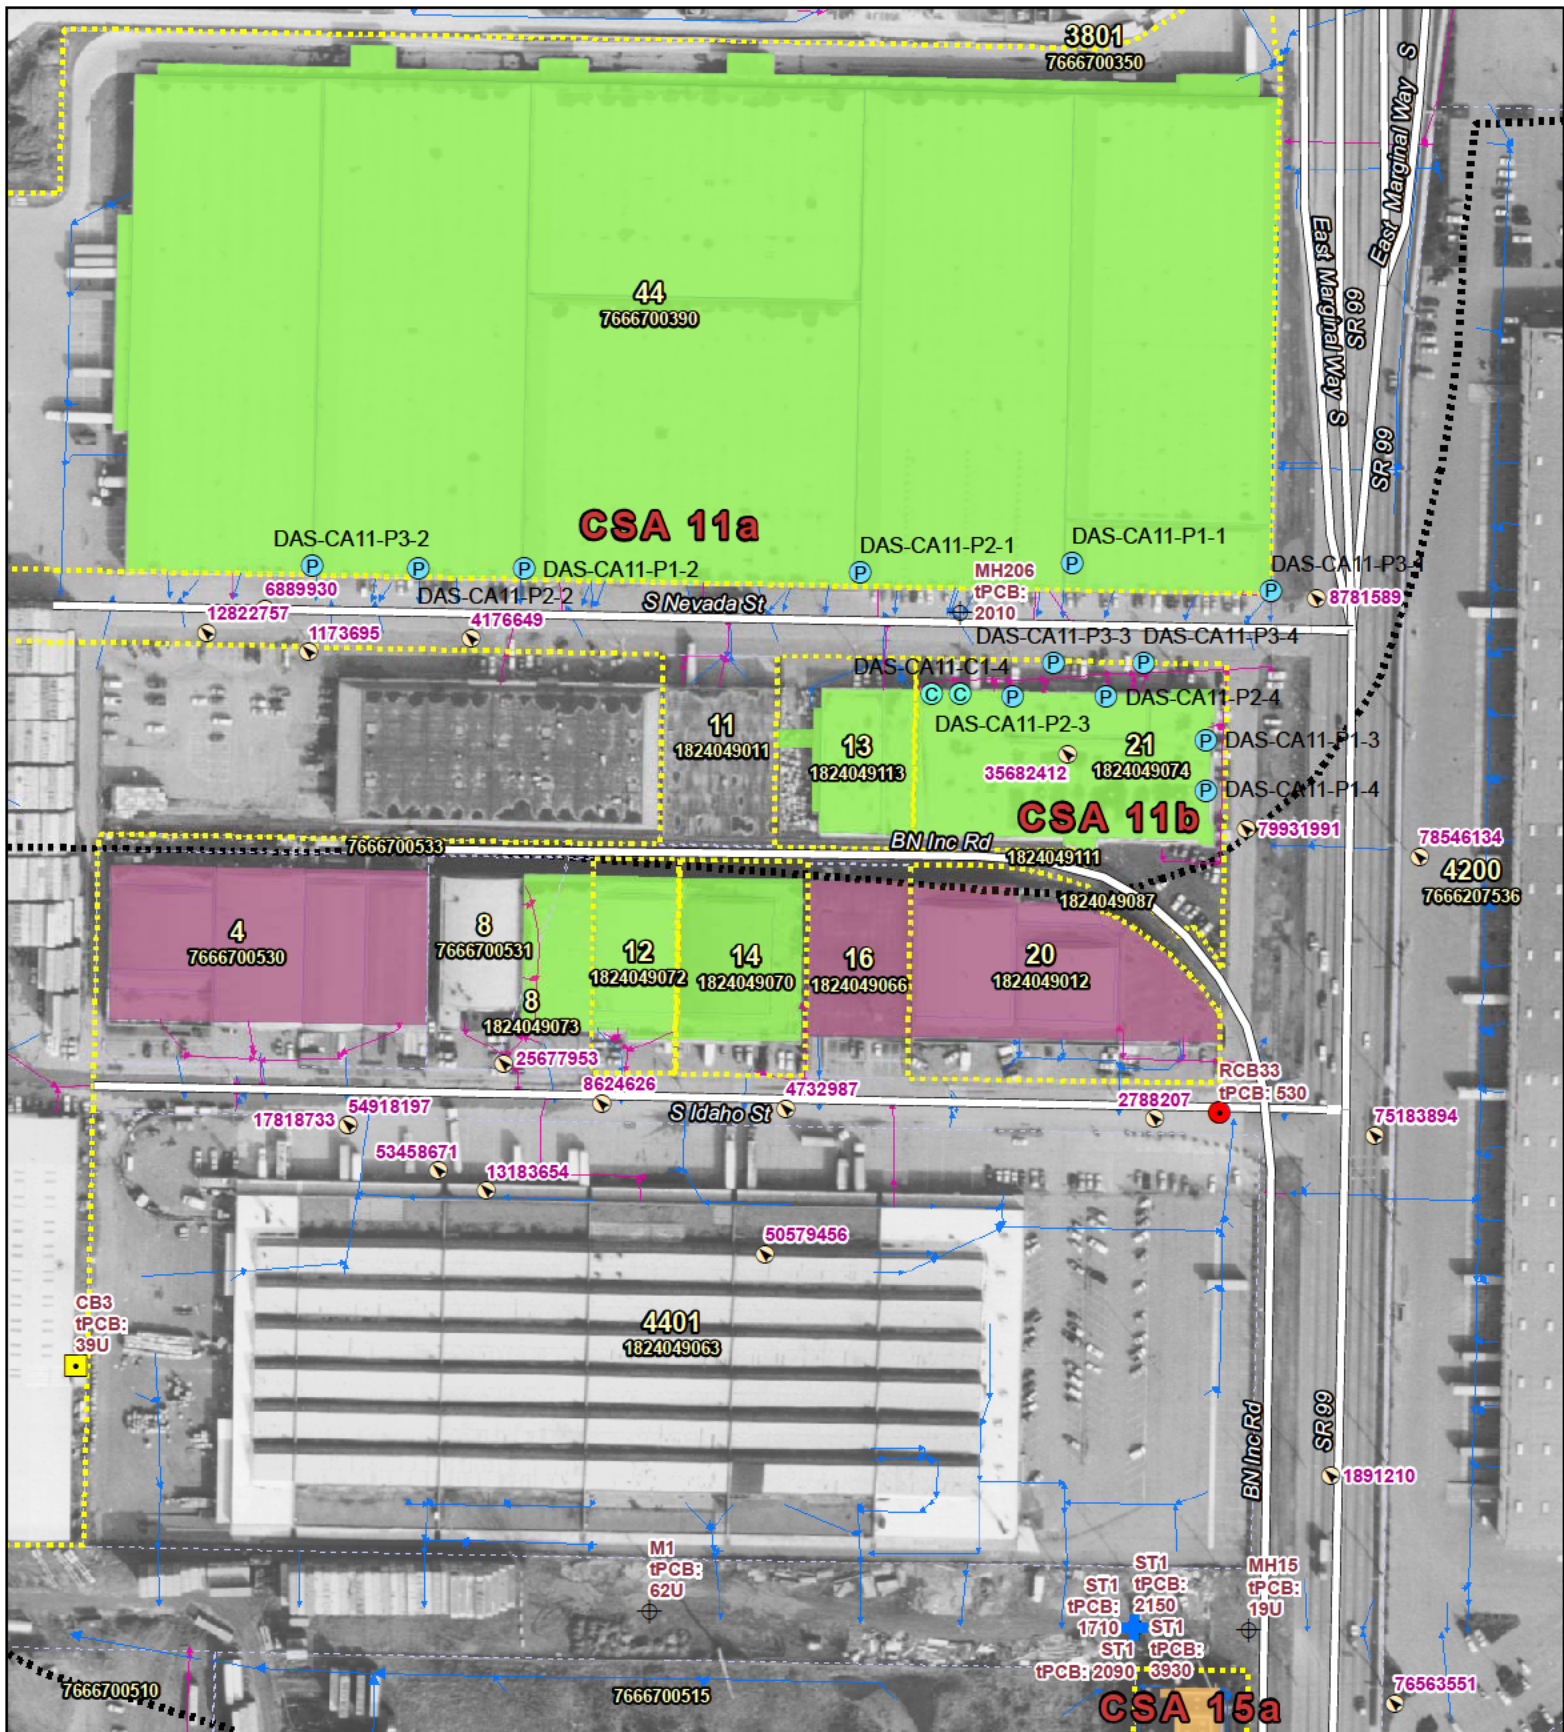 3801
7666700350
East Marginal Way S
East Marginal Way S
SR 99
SR 99
44
7666700390
CSA 11a
DAS-CA11-P3-2
DAS-CA11-P1-2
DAS-CA11-P2-1
DAS-CA11-P1-1
P
P
P
P
P
P
MH206
tPCB:
2010
6889930
12822757
1173695
DAS-CA11-P2-2
4176649
S Nevada St
8781589
DAS-CA11-P3-3
DAS-CA11-P3-4
P
P
DAS-CA11-C1-4
C
C
P
P
DAS-CA11-P2-4
DAS-CA11-P2-3
11
1824049011
13
1824049113
35682412
21
1824049074
P
DAS-CA11-P1-3
P
DAS-CA11-P1-4
CSA 11b
79931991
7666700533
BN Inc Rd
1824049111
78546134
4200
7666207536
1824049087
4
7666700530
8
7666700531
12
1824049072
14
1824049070
16
1824049066
20
1824049012
8
1824049073
25677953
RCB33
tPCB: 530
8624626
4732987
2788207
54918197
17818733
S Idaho St
75183894
53458671
13183654
50579456
CB3
tPCB:
39U
4401
1824049063
BN Inc Rd
SR 99
1891210
M1
tPCB:
62U
ST1
tPCB:
1710
ST1
tPCB:
2150
MH15
tPCB:
19U
ST1
tPCB: 2090
ST1
tPCB:
3930
7666700510
7666700515
76563551
CSA 15a